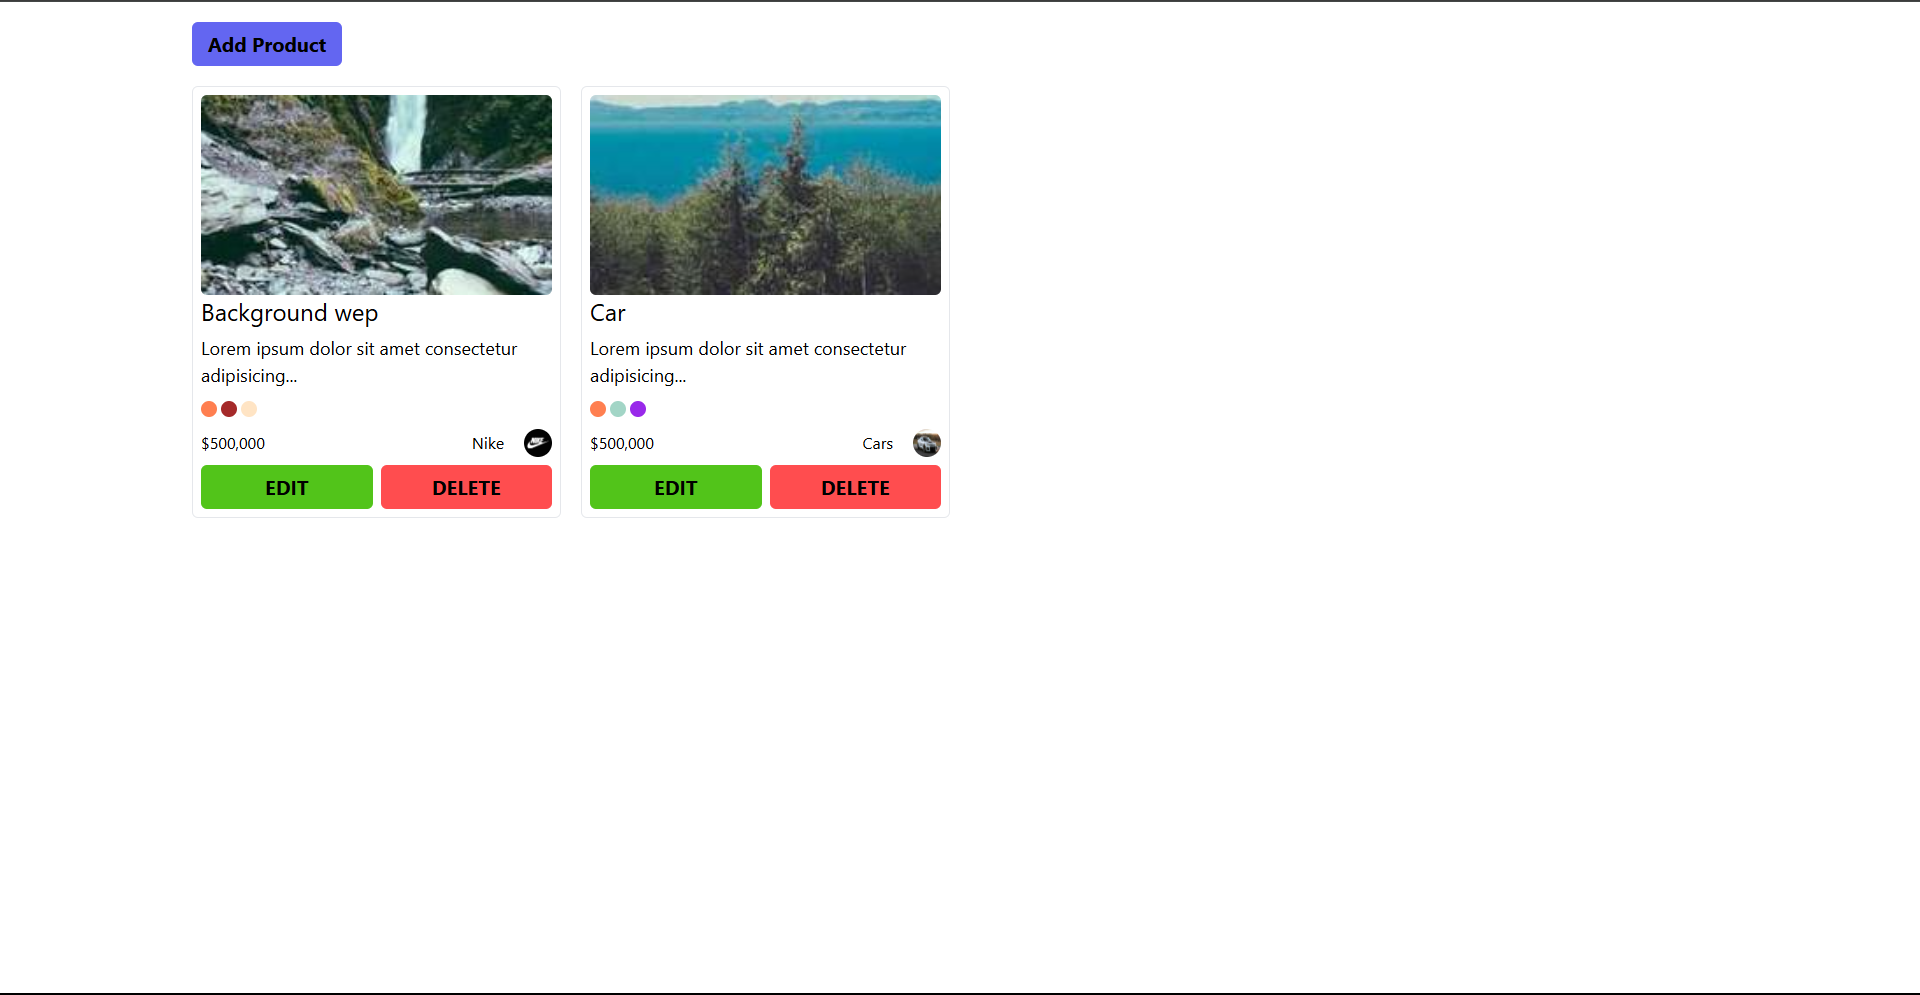 Add Product
Background wep
Lorem ipsum dolor sit amet consectetur
adipisicing...
$500,000
Nike
NIKE
EDIT
DELETE
Car
Lorem ipsum dolor sit amet consectetur
adipisicing...
$500,000
Cars
EDIT
DELETE